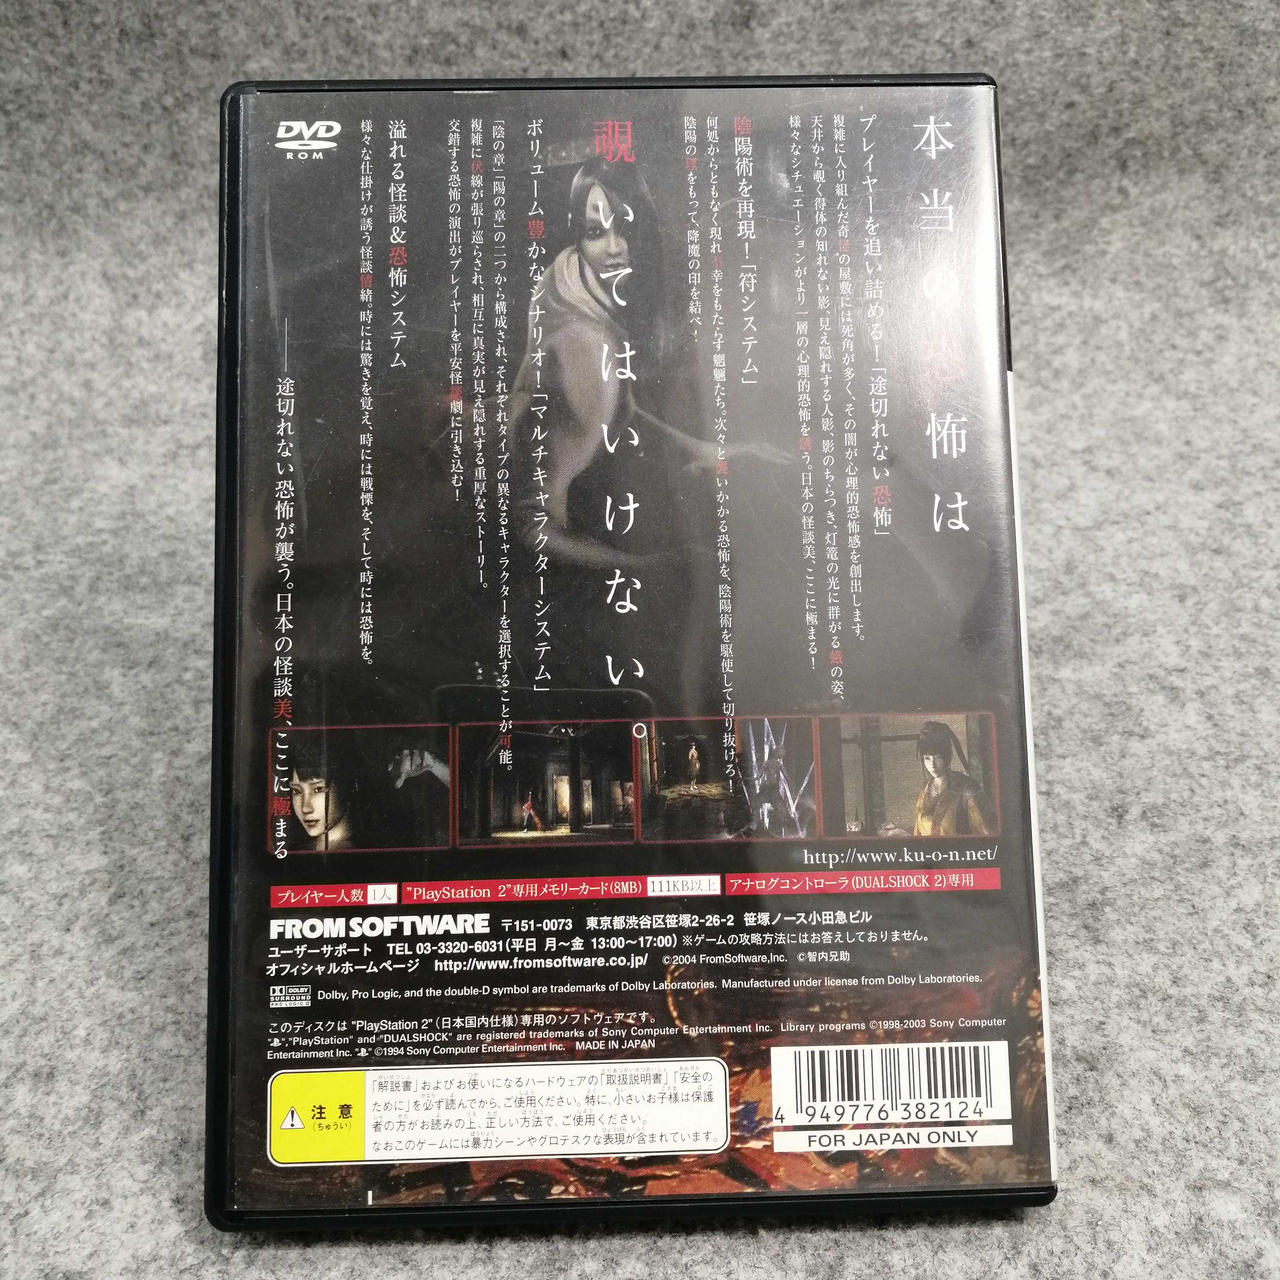 本当の恐怖は
プレイヤーを追い詰める！「途切れない恐怖」
複雑に入り組んだ奇怪の屋敷には死角が多く、その闇が心理的恐怖感を創出します。
天井から覗く得体の知れない影、見え隠れする人影、影のちらつき、灯篭の光に群がる蛾の姿、
様々なシチュエーションがより一層の心理的恐怖を誘う。日本の怪談美、ここに極まる！
陰陽術を再現！「符システム」
何処からともなく現れ不幸をもたらす魍魎たち。次々と襲いかかる恐怖を、陰陽術を駆使して切り抜けろ！
陰陽の理をもって、降魔の印を結べ！
覗いてはいけない。
ボリューム豊かなシナリオ！「マルチキャラクターシステム」
「陰の章」「陽の章」の二つから構成され、それぞれタイプの異なるキャラクターを選択することが可能。
複雑に伏線が張り巡らされ、相互に真実が見え隠れする重厚なストーリー。
交錯する恐怖の演出がプレイヤーを平安怪談劇に引き込む！
溢れる怪談&恐怖システム
様々な仕掛けが誘う怪談情緒。時には驚きを覚え、時には戦慄を、そして時には恐怖を。
──途切れない恐怖が襲う。日本の怪談美、ここに極まる
DVD
ROM
http://www.ku-o-n.net/
プレイヤー人数 1人 "PlayStation 2"専用メモリーカード(8MB) 111KB以上 アナログコントローラ(DUALSHOCK 2)専用
FROM SOFTWARE 〒151-0073 東京都渋谷区笹塚2-26-2 笹塚ノース小田急ビル
ユーザーサポート TEL 03-3320-6031(平日 月～金 13:00～17:00) ※ゲームの攻略方法にはお答えしておりません。
オフィシャルホームページ http://www.fromsoftware.co.jp/ ©2004 FromSoftware,Inc. ©智内兄助
DOLBY SURROUND PRO LOGIC II Dolby, Pro Logic, and the double-D symbol are trademarks of Dolby Laboratories. Manufactured under license from Dolby Laboratories.
このディスクは "PlayStation 2"(日本国内仕様)専用のソフトウェアです。
"PlayStation" and "DUALSHOCK" are registered trademarks of Sony Computer Entertainment Inc. Library programs ©1998-2003 Sony Computer
Entertainment Inc. ©1994 Sony Computer Entertainment Inc. MADE IN JAPAN
注意
(ちゅうい)
「解説書」およびお使いになるハードウェアの「取扱説明書」「安全の
ために」を必ず読んでから、ご使用ください。特に、小さいお子様は保護
者の方がお読みの上、正しい方法で、ご使用ください。
なおこのゲームには暴力シーンやグロテスクな表現が含まれています。
4 949776 382124
FOR JAPAN ONLY